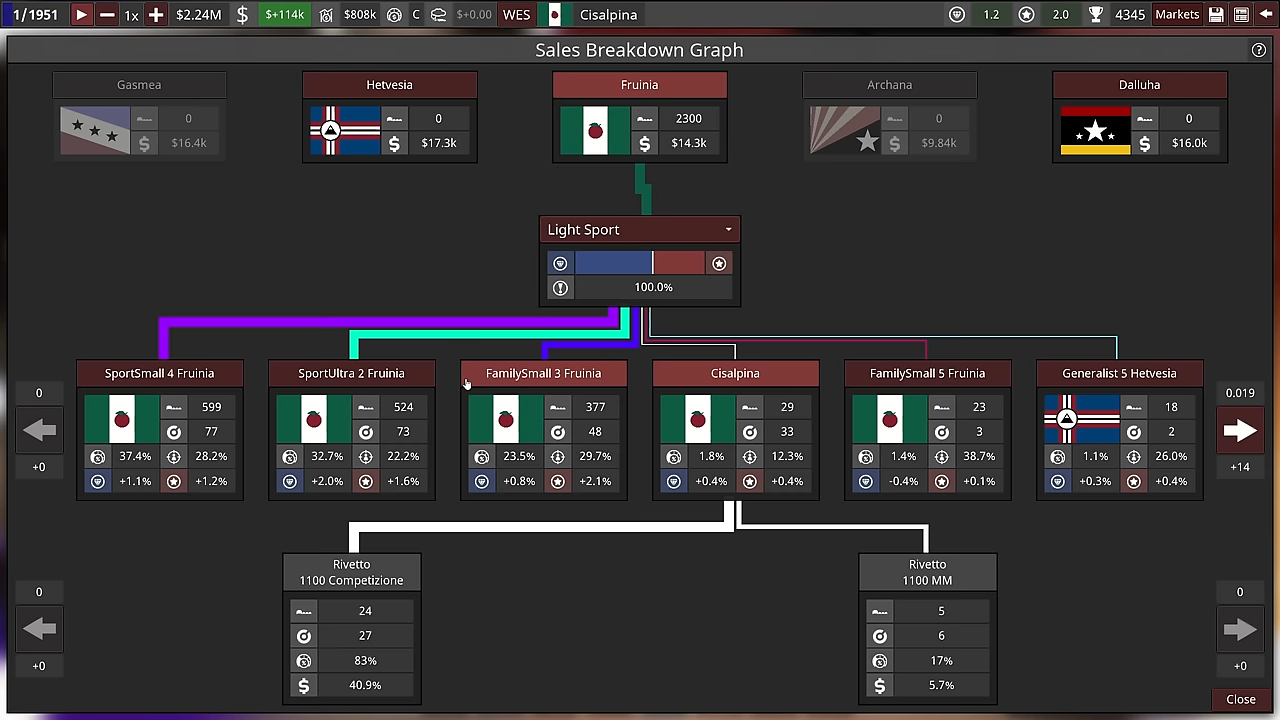 1/1951 1x $2.24M $ $+114k $808k C $+0.00 WES Cisalpina 1.2 2.0 4345 Markets
Sales Breakdown Graph
Gasmea Hetvesia Fruinia Archana Dalluha
0 0 2300 0 0
$ $16.4k $ $17.3k $ $14.3k $ $9.84k $ $16.0k
Light Sport
100.0%
SportSmall 4 Fruinia SportUltra 2 Fruinia FamilySmall 3 Fruinia Cisalpina FamilySmall 5 Fruinia Generalist 5 Hetvesia
0 599 524 377 29 23 18 0.019
77 73 48 33 3 2
37.4% 28.2% 32.7% 22.2% 23.5% 29.7% 1.8% 12.3% 1.4% 38.7% 1.1% 26.0%
+0 +14
+1.1% +1.2% +2.0% +1.6% +0.8% +2.1% +0.4% +0.4% -0.4% +0.1% +0.3% +0.4%
Rivetto Rivetto
1100 Competizione 1100 MM
0 0
24 5
27 6
83% 17%
+0 +0
$ 40.9% $ 5.7%
Close